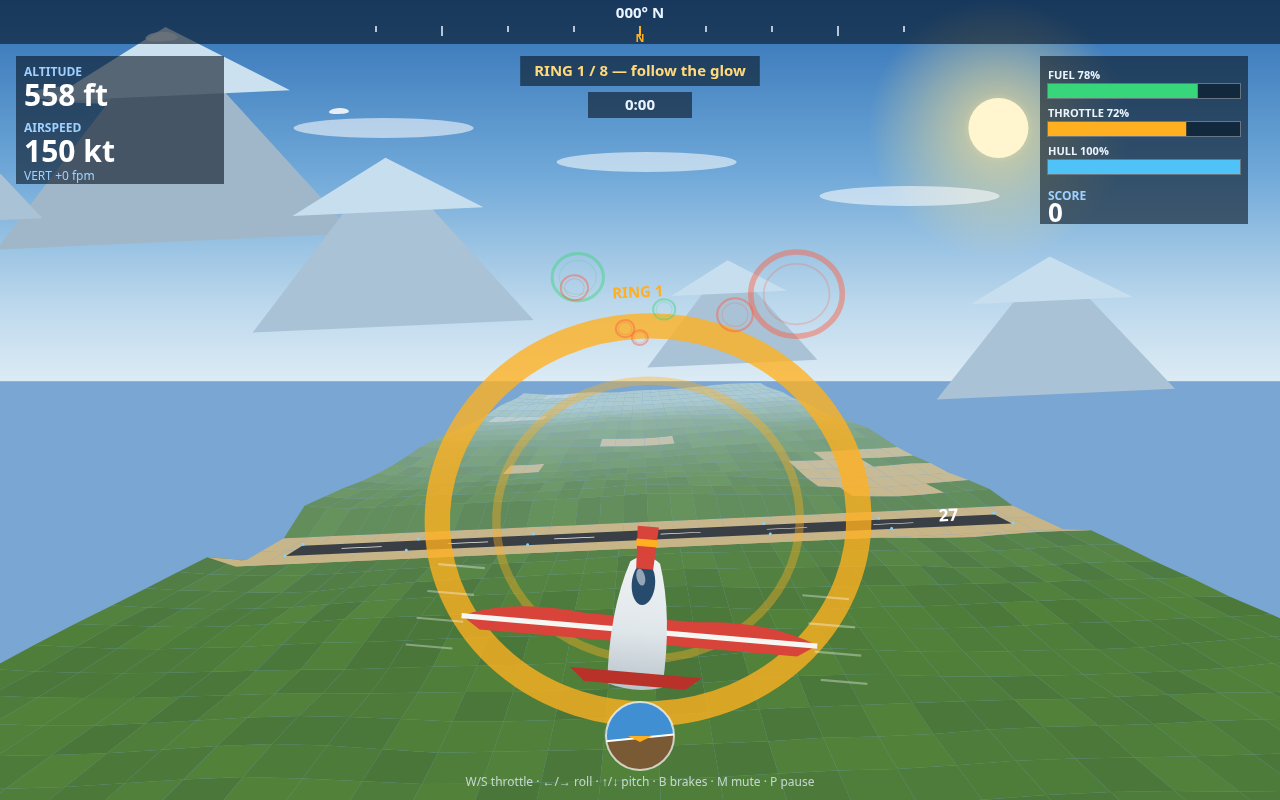 000° N
N
ALTITUDE
558 ft
AIRSPEED
150 kt
VERT +0 fpm
RING 1 / 8 — follow the glow
0:00
FUEL 78%
THROTTLE 72%
HULL 100%
SCORE
0
RING 1
27
W/S throttle · ←/→ roll · ↑/↓ pitch · B brakes · M mute · P pause